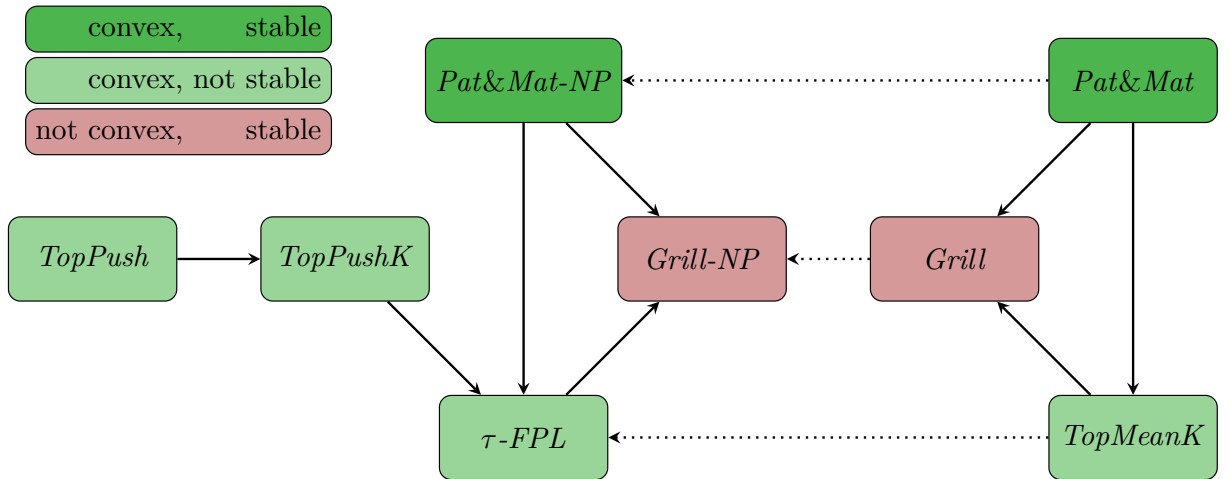 convex, stable
convex, not stable
not convex, stable
Pat&Mat-NP
Pat&Mat
TopPush
TopPushK
Grill-NP
Grill
τ-FPL
TopMeanK